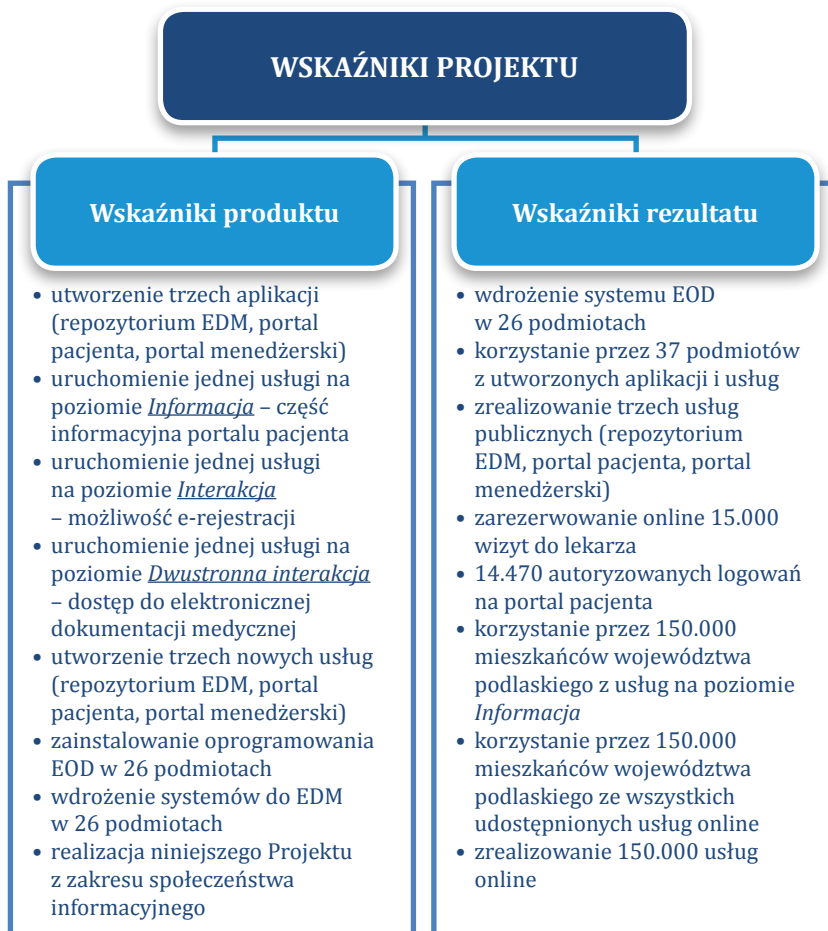 WSKAŹNIKI PROJEKTU
Wskaźniki produktu
• utworzenie trzech aplikacji
(repozytorium EDM, portal
pacjenta, portal menedżerski)
• uruchomienie jednej usługi na
poziomie Informacja – część
informacyjna portalu pacjenta
• uruchomienie jednej usługi
na poziomie Interakcja
– możliwość e-rejestracji
• uruchomienie jednej usługi na
poziomie Dwustronna interakcja
– dostęp do elektronicznej
dokumentacji medycznej
• utworzenie trzech nowych usług
(repozytorium EDM, portal
pacjenta, portal menedżerski)
• zainstalowanie oprogramowania
EOD w 26 podmiotach
• wdrożenie systemów do EDM
w 26 podmiotach
• realizacja niniejszego Projektu
z zakresu społeczeństwa
informacyjnego
Wskaźniki rezultatu
• wdrożenie systemu EOD
w 26 podmiotach
• korzystanie przez 37 podmiotów
z utworzonych aplikacji i usług
• zrealizowanie trzech usług
publicznych (repozytorium
EDM, portal pacjenta, portal
menedżerski)
• zarezerwowanie online 15.000
wizyt do lekarza
• 14.470 autoryzowanych logowań
na portal pacjenta
• korzystanie przez 150.000
mieszkańców województwa
podlaskiego z usług na poziomie
Informacja
• korzystanie przez 150.000
mieszkańców województwa
podlaskiego ze wszystkich
udostępnionych usług online
• zrealizowanie 150.000 usług
online